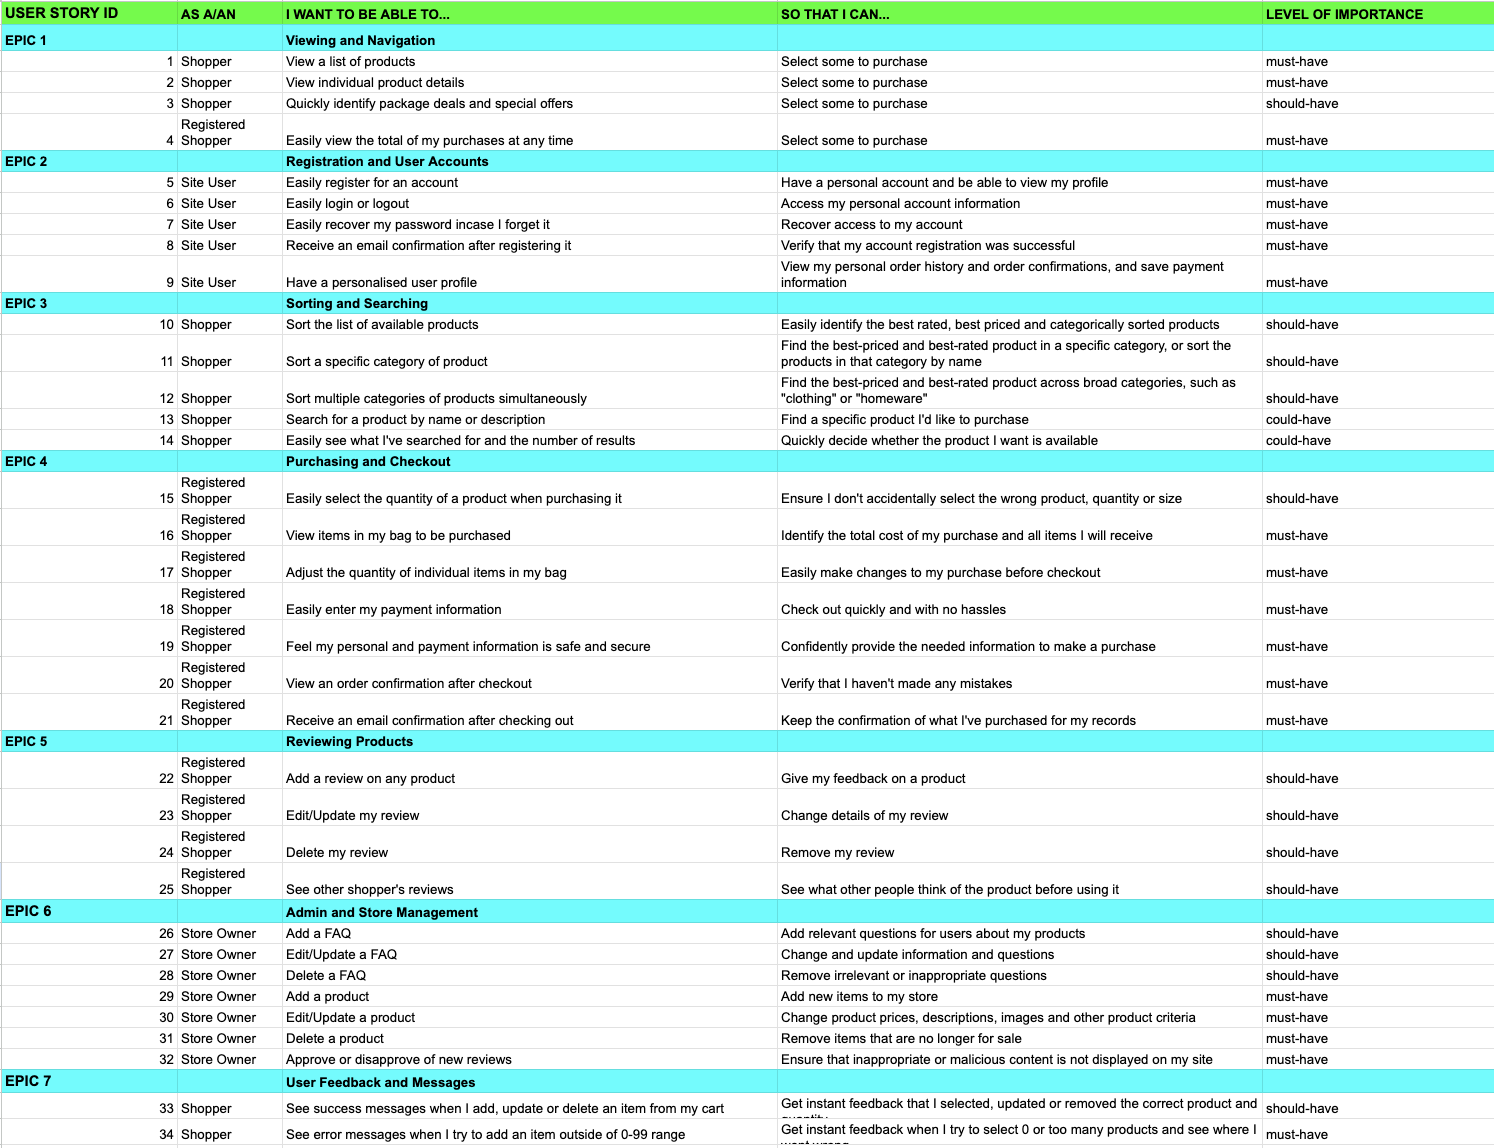 USER STORY ID AS A/AN I WANT TO BE ABLE TO... SO THAT I CAN... LEVEL OF IMPORTANCE
EPIC 1 Viewing and Navigation
1 Shopper View a list of products Select some to purchase must-have
2 Shopper View individual product details Select some to purchase must-have
3 Shopper Quickly identify package deals and special offers Select some to purchase should-have
Registered
4 Shopper Easily view the total of my purchases at any time Select some to purchase must-have
EPIC 2 Registration and User Accounts
5 Site User Easily register for an account Have a personal account and be able to view my profile must-have
6 Site User Easily login or logout Access my personal account information must-have
7 Site User Easily recover my password incase I forget it Recover access to my account must-have
8 Site User Receive an email confirmation after registering it Verify that my account registration was successful must-have
View my personal order history and order confirmations, and save payment
9 Site User Have a personalised user profile information must-have
EPIC 3 Sorting and Searching
10 Shopper Sort the list of available products Easily identify the best rated, best priced and categorically sorted products should-have
Find the best-priced and best-rated product in a specific category, or sort the
11 Shopper Sort a specific category of product products in that category by name should-have
Find the best-priced and best-rated product across broad categories, such as
12 Shopper Sort multiple categories of products simultaneously "clothing" or "homeware" should-have
13 Shopper Search for a product by name or description Find a specific product I'd like to purchase could-have
14 Shopper Easily see what I've searched for and the number of results Quickly decide whether the product I want is available could-have
EPIC 4 Purchasing and Checkout
Registered
15 Shopper Easily select the quantity of a product when purchasing it Ensure I don't accidentally select the wrong product, quantity or size should-have
Registered
16 Shopper View items in my bag to be purchased Identify the total cost of my purchase and all items I will receive must-have
Registered
17 Shopper Adjust the quantity of individual items in my bag Easily make changes to my purchase before checkout must-have
Registered
18 Shopper Easily enter my payment information Check out quickly and with no hassles must-have
Registered
19 Shopper Feel my personal and payment information is safe and secure Confidently provide the needed information to make a purchase must-have
Registered
20 Shopper View an order confirmation after checkout Verify that I haven't made any mistakes must-have
Registered
21 Shopper Receive an email confirmation after checking out Keep the confirmation of what I've purchased for my records must-have
EPIC 5 Reviewing Products
Registered
22 Shopper Add a review on any product Give my feedback on a product should-have
Registered
23 Shopper Edit/Update my review Change details of my review should-have
Registered
24 Shopper Delete my review Remove my review should-have
Registered
25 Shopper See other shopper's reviews See what other people think of the product before using it should-have
EPIC 6 Admin and Store Management
26 Store Owner Add a FAQ Add relevant questions for users about my products should-have
27 Store Owner Edit/Update a FAQ Change and update information and questions should-have
28 Store Owner Delete a FAQ Remove irrelevant or inappropriate questions should-have
29 Store Owner Add a product Add new items to my store must-have
30 Store Owner Edit/Update a product Change product prices, descriptions, images and other product criteria must-have
31 Store Owner Delete a product Remove items that are no longer for sale must-have
32 Store Owner Approve or disapprove of new reviews Ensure that inappropriate or malicious content is not displayed on my site must-have
EPIC 7 User Feedback and Messages
33 Shopper See success messages when I add, update or delete an item from my cart Get instant feedback that I selected, updated or removed the correct product and should-have
34 Shopper See error messages when I try to add an item outside of 0-99 range Get instant feedback when I try to select 0 or too many products and see where I must-have